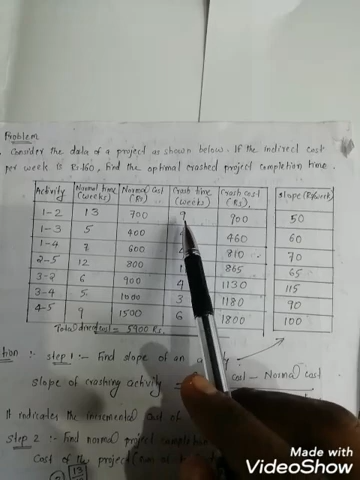 Problem
Consider the data of a project as shown below. If the indirect cost
per week is Rs.160, find the optimal crashed project completion time.
Activity Normal time (weeks) Normal Cost (Rs) Crash time (weeks) Crash cost (Rs). Slope (Rs/week)
1-2 13 700 9 900 50
1-3 5 400 460 60
1-4 7 600 810 70
2-5 12 800 1 865 65
3-2 6 900 4 1130 115
3-4 5 1000 3 1180 90
4-5 9 1500 6 1800 100
Total direct cost = 5900 Rs.
step 1:- Find slope of an
slope of crashing activity = cost - Normal cost
It indicates the incremental cost of
step 2 :- Find normal project completion
Cost of the project
13
Made with
VideoShow